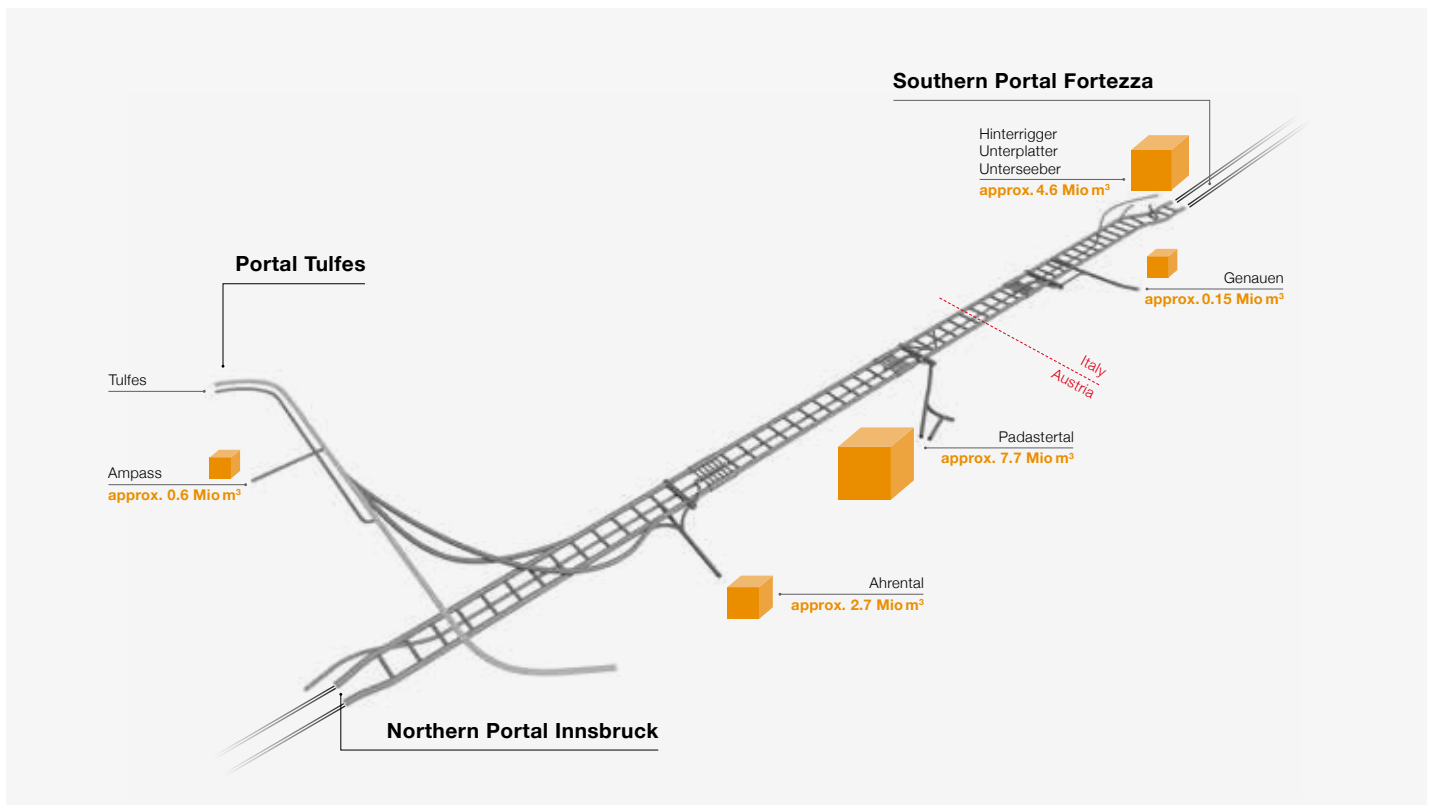 Southern Portal Fortezza
Hinterrigger
Unterplatter
Unterseeber
approx. 4.6 Mio m³
Portal Tulfes
Genauen
approx. 0.15 Mio m³
Italy
Austria
Tulfes
Padastertal
approx. 7.7 Mio m³
Ampass
approx. 0.6 Mio m³
Ahrental
approx. 2.7 Mio m³
Northern Portal Innsbruck